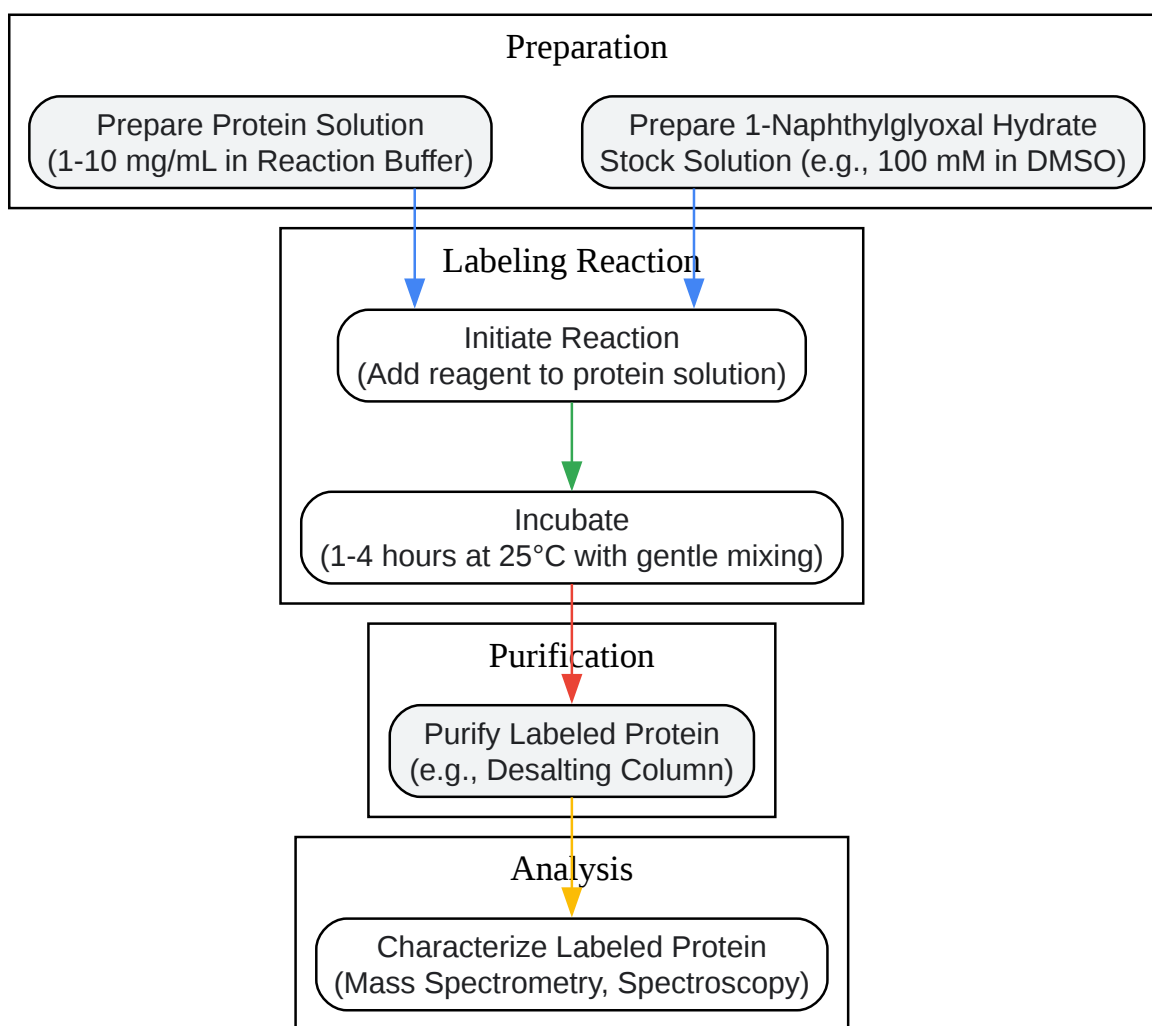 Preparation
Prepare Protein Solution
(1-10 mg/mL in Reaction Buffer)
Prepare 1-Naphthylglyoxal Hydrate
Stock Solution (e.g., 100 mM in DMSO)
Labeling Reaction
Initiate Reaction
(Add reagent to protein solution)
Incubate
(1-4 hours at 25°C with gentle mixing)
Purification
Purify Labeled Protein
(e.g., Desalting Column)
Analysis
Characterize Labeled Protein
(Mass Spectrometry, Spectroscopy)